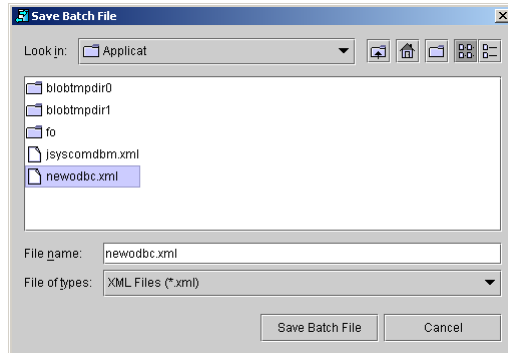 Save Batch File
Look in: Applicat
blobtmpdir0
blobtmpdir1
fo
jsyscomdbm.xml
newodbc.xml
File name: newodbc.xml
File of types: XML Files (*.xml)
Save Batch File Cancel